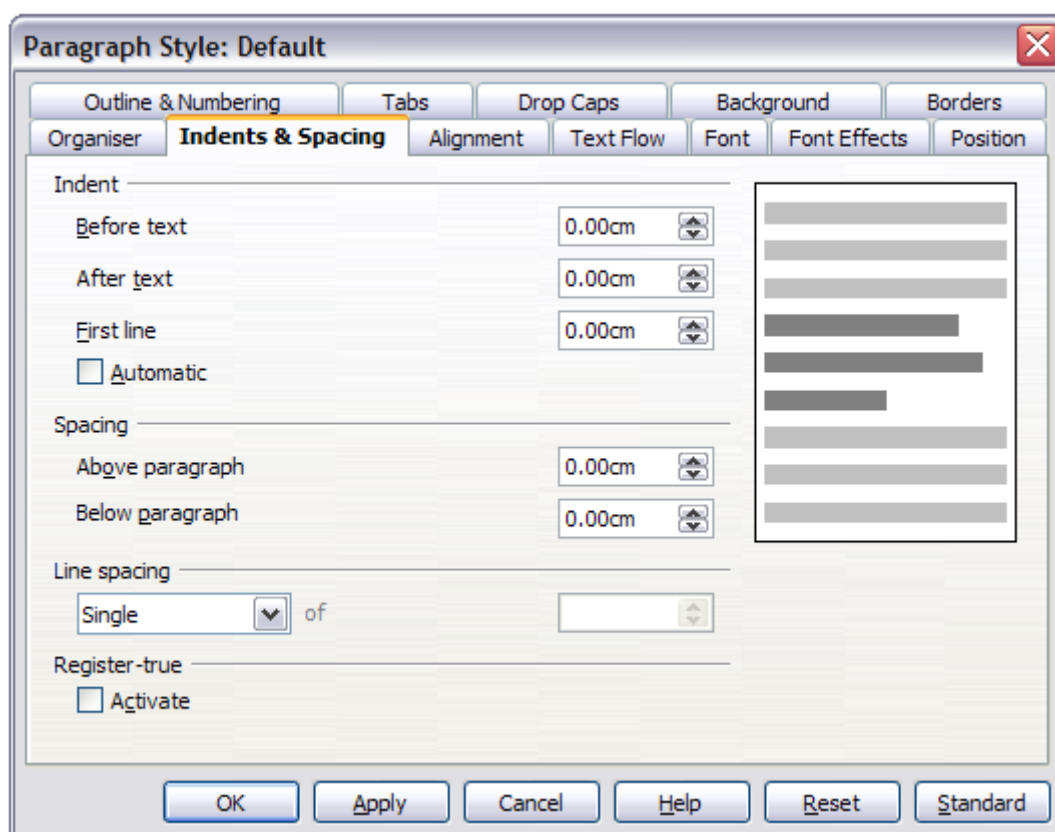 Paragraph Style: Default
Outline & Numbering Tabs Drop Caps Background Borders
Organiser Indents & Spacing Alignment Text Flow Font Font Effects Position
Indent
Before text 0.00cm
After text 0.00cm
First line 0.00cm
Automatic
Spacing
Above paragraph 0.00cm
Below paragraph 0.00cm
Line spacing
Single of
Register-true
Activate
OK Apply Cancel Help Reset Standard